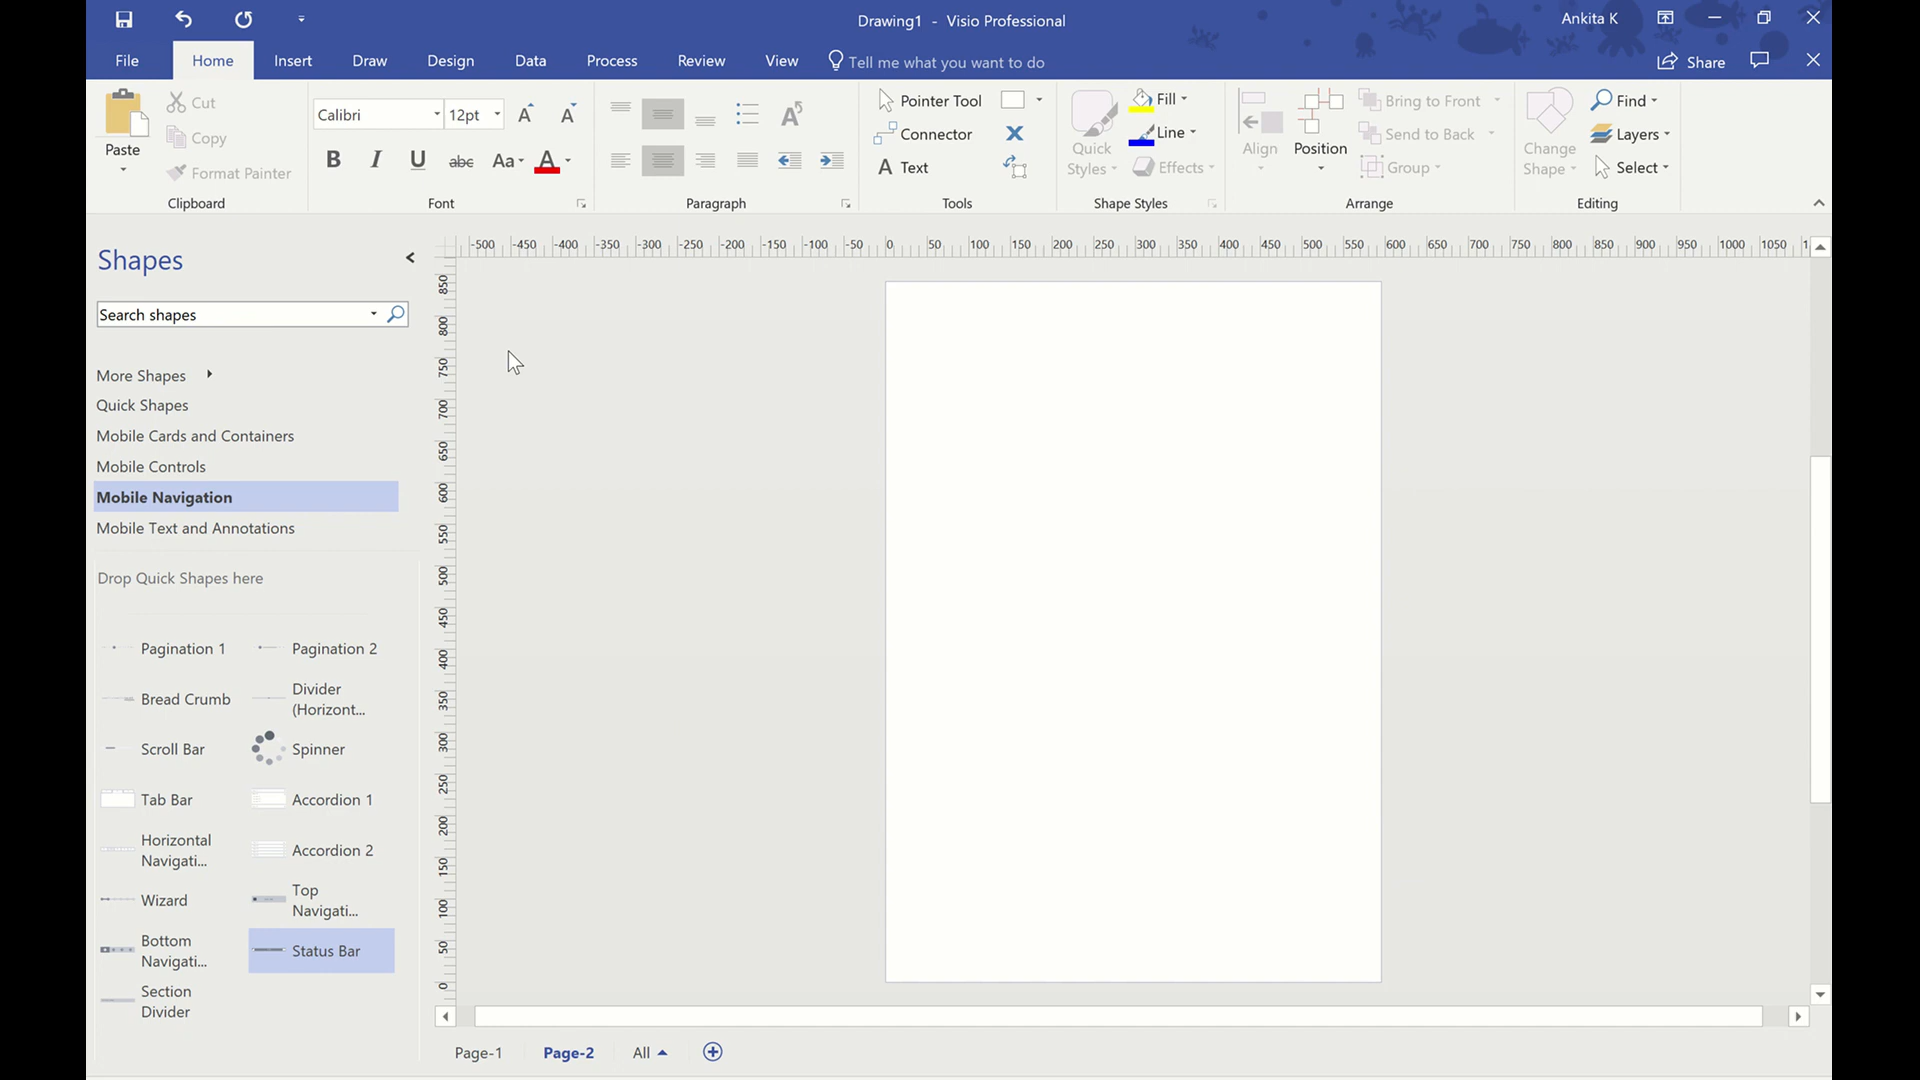 Drawing1 - Visio Professional
Ankita K
File Home Insert Draw Design Data Process Review View Tell me what you want to do Share
Paste
Cut
Copy
Format Painter
Clipboard
Calibri 12pt
B I U abc Aa A
Font
Paragraph
Pointer Tool
Connector
A Text
Tools
Quick
Styles
Fill
Line
Effects
Shape Styles
Align
Position
Bring to Front
Send to Back
Group
Arrange
Change
Shape
Find
Layers
Select
Editing
Shapes
Search shapes
More Shapes
Quick Shapes
Mobile Cards and Containers
Mobile Controls
Mobile Navigation
Mobile Text and Annotations
Drop Quick Shapes here
Pagination 1
Pagination 2
Bread Crumb
Divider
(Horizont...
Scroll Bar
Spinner
Tab Bar
Accordion 1
Horizontal
Navigati...
Accordion 2
Wizard
Top
Navigati...
Bottom
Navigati...
Status Bar
Section
Divider
-500 -450 -400 -350 -300 -250 -200 -150 -100 -50 0 50 100 150 200 250 300 350 400 450 500 550 600 650 700 750 800 850 900 950 1000 1050 1
850
800
750
700
650
600
550
500
450
400
350
300
250
200
150
100
50
0
Page-1 Page-2 All